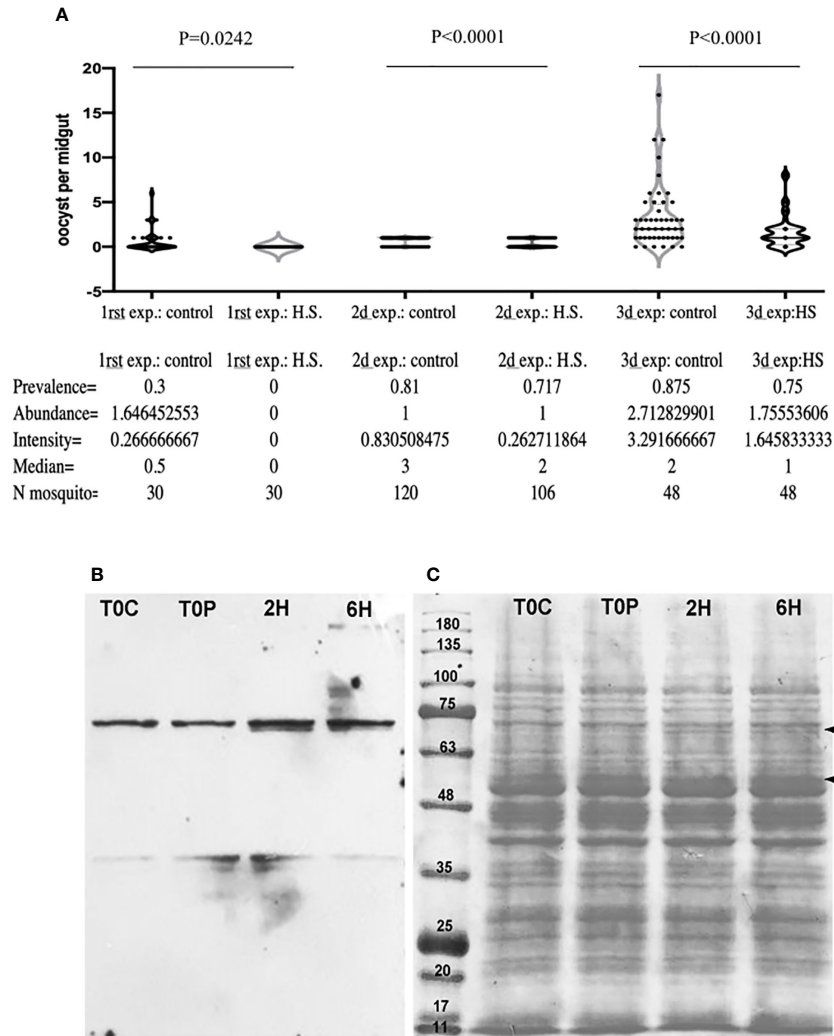 A
P=0.0242 P<0.0001 P<0.0001
oocyst per midgut
20
15
10
5
0
-5
1rst exp.: control 1rst exp.: H.S. 2d exp.: control 2d exp.: H.S. 3d exp: control 3d exp:HS
1rst exp.: control 1rst exp.: H.S. 2d exp.: control 2d exp.: H.S. 3d exp: control 3d exp:HS
Prevalence= 0.3 0 0.81 0.717 0.875 0.75
Abundance= 1.646452553 0 1 1 2.712829901 1.75553606
Intensity= 0.266666667 0 0.830508475 0.262711864 3.291666667 1.645833333
Median= 0.5 0 3 2 2 1
N mosquito= 30 30 120 106 48 48
B
T0C T0P 2H 6H
C
T0C T0P 2H 6H
180
135
100
75
63
48
35
25
20
17
11